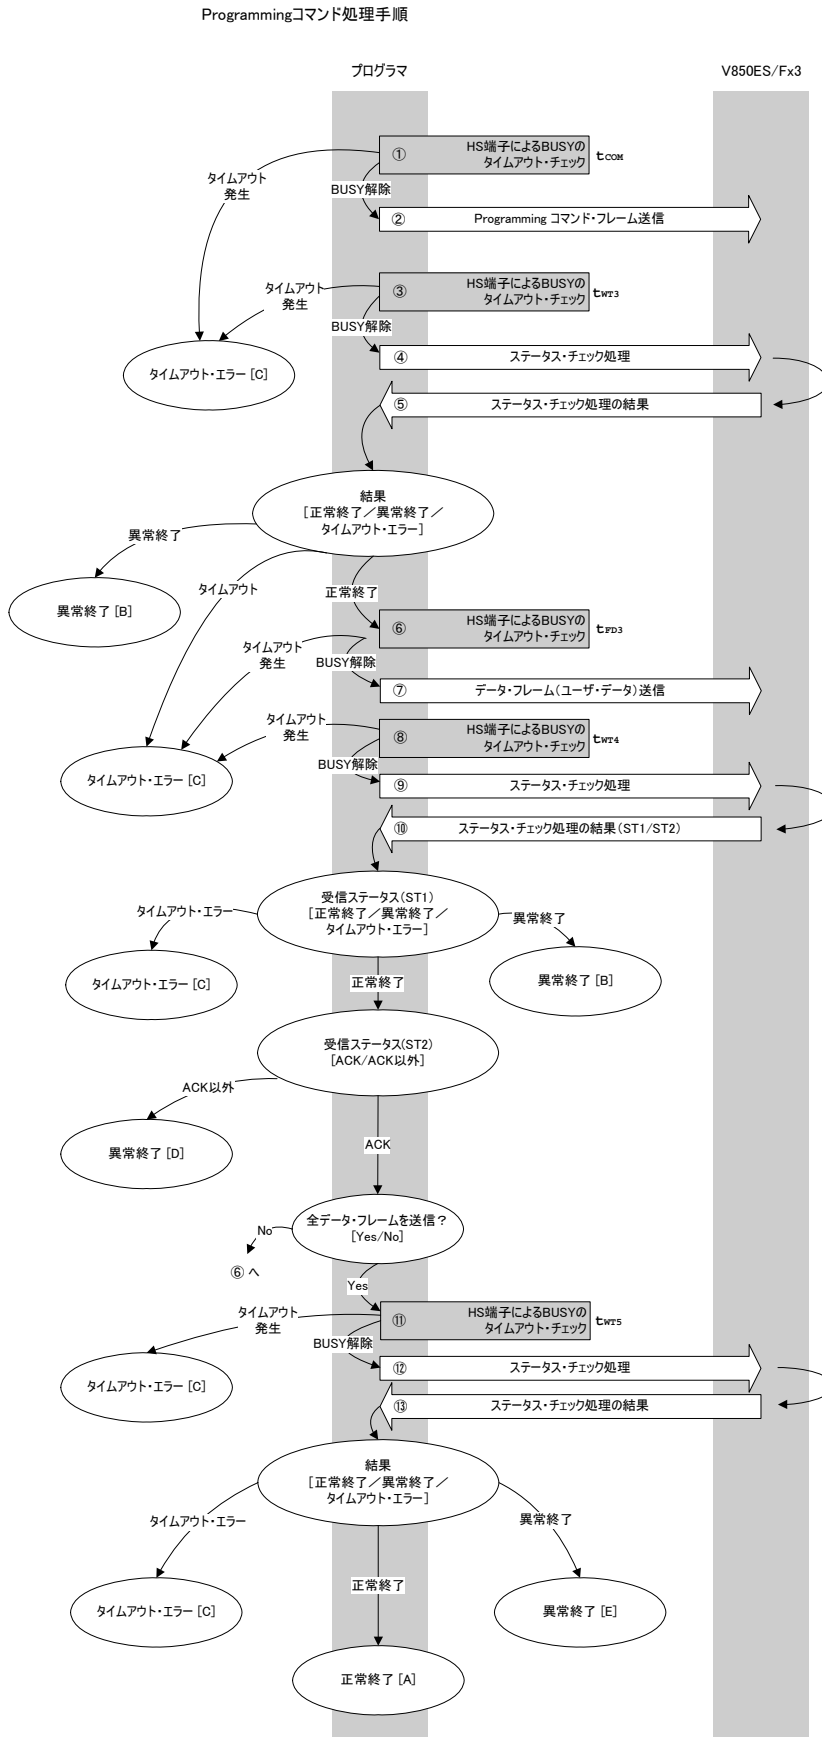 Programmingコマンド処理手順
プログラマ
V850ES/Fx3
①
HS端子によるBUSYの
タイムアウト・チェック
tCOM
タイムアウト
発生
BUSY解除
②
Programming コマンド・フレーム送信
③
HS端子によるBUSYの
タイムアウト・チェック
tWT3
タイムアウト
発生
BUSY解除
④
ステータス・チェック処理
タイムアウト・エラー [C]
⑤
ステータス・チェック処理の結果
結果
[正常終了／異常終了／
タイムアウト・エラー]
異常終了
異常終了 [B]
タイムアウト
正常終了
⑥
HS端子によるBUSYの
タイムアウト・チェック
tFD3
タイムアウト
発生
BUSY解除
⑦
データ・フレーム(ユーザ・データ)送信
タイムアウト
発生
⑧
HS端子によるBUSYの
タイムアウト・チェック
tWT4
BUSY解除
タイムアウト・エラー [C]
⑨
ステータス・チェック処理
⑩
ステータス・チェック処理の結果(ST1/ST2)
受信ステータス(ST1)
[正常終了／異常終了／
タイムアウト・エラー]
タイムアウト・エラー
異常終了
タイムアウト・エラー [C]
正常終了
異常終了 [B]
受信ステータス(ST2)
[ACK/ACK以外]
ACK以外
異常終了 [D]
ACK
全データ・フレームを送信？
[Yes/No]
No
⑥ へ
Yes
⑪
HS端子によるBUSYの
タイムアウト・チェック
tWT5
タイムアウト
発生
BUSY解除
⑫
ステータス・チェック処理
タイムアウト・エラー [C]
⑬
ステータス・チェック処理の結果
結果
[正常終了／異常終了／
タイムアウト・エラー]
タイムアウト・エラー
異常終了
正常終了
タイムアウト・エラー [C]
異常終了 [E]
正常終了 [A]